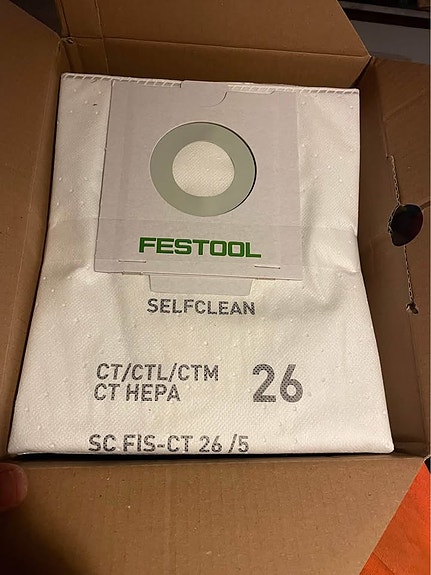 FESTOOL
SELFCLEAN
CT/CTL/CTM
CT HEPA
26
SC FIS-CT 26 /5